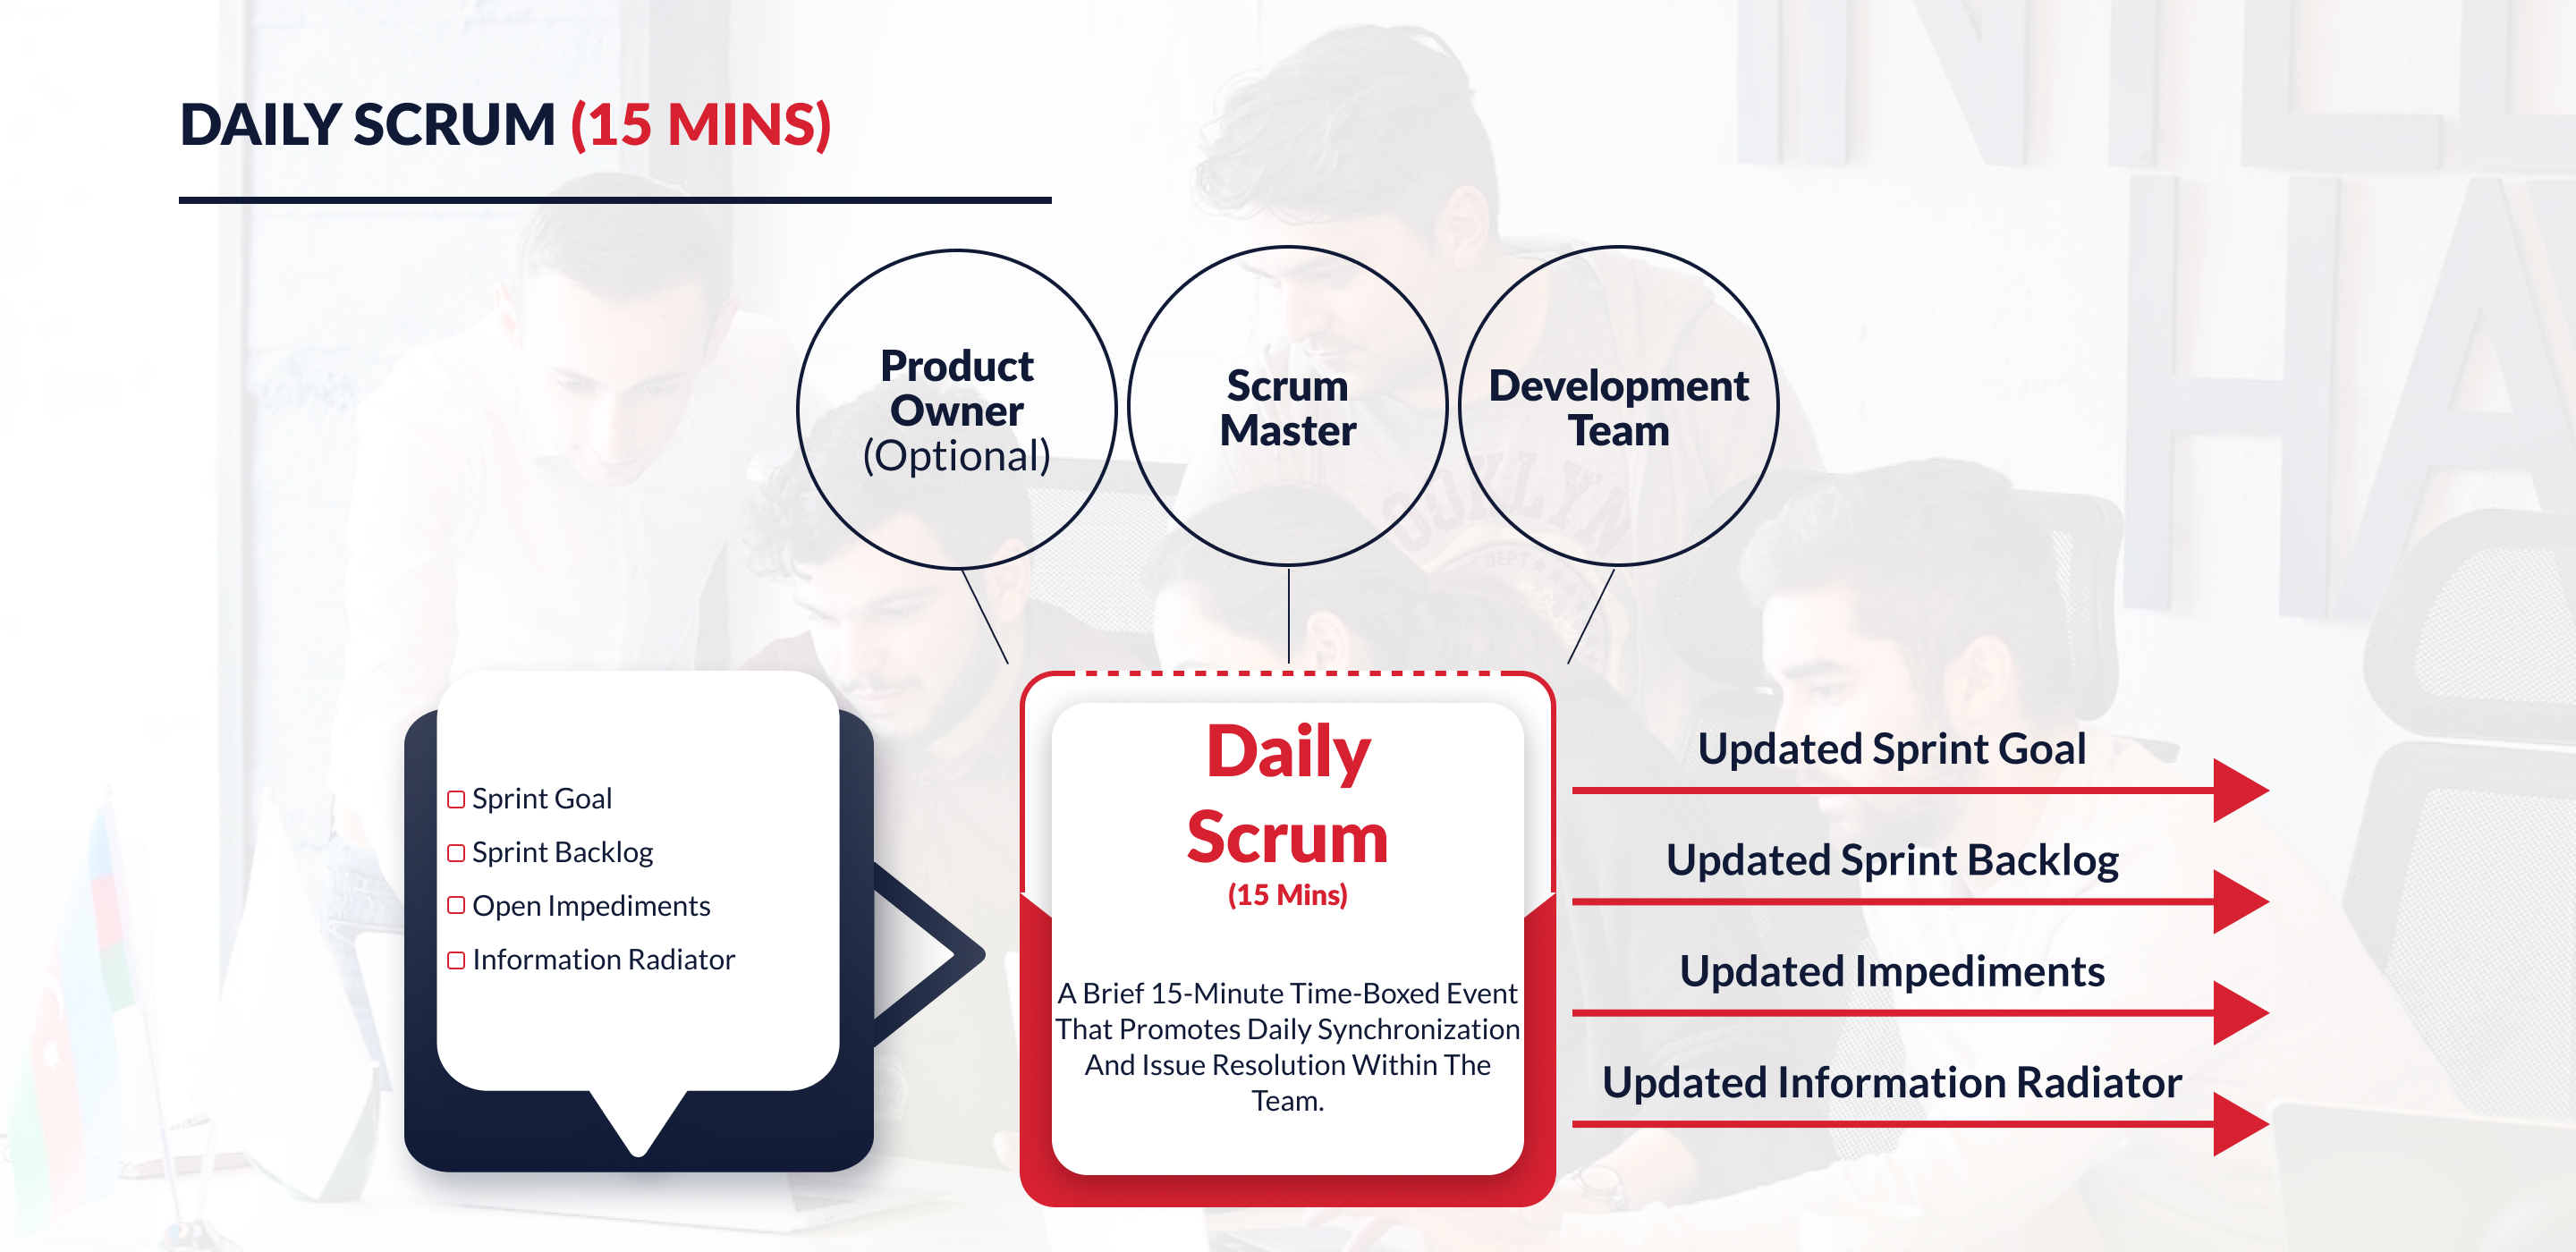 DAILY SCRUM (15 MINS)
Product
Owner
(Optional)
Scrum
Master
Development
Team
Sprint Goal
Sprint Backlog
Open Impediments
Information Radiator
Daily
Scrum
(15 Mins)
A Brief 15-Minute Time-Boxed Event
That Promotes Daily Synchronization
And Issue Resolution Within The
Team.
Updated Sprint Goal
Updated Sprint Backlog
Updated Impediments
Updated Information Radiator